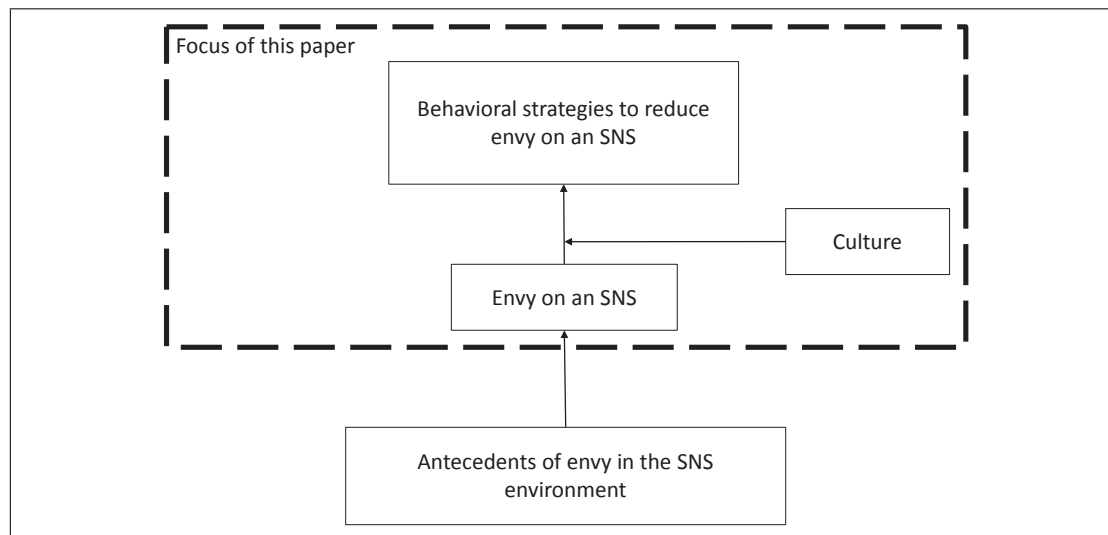 Focus of this paper
Behavioral strategies to reduce
envy on an SNS
Culture
Envy on an SNS
Antecedents of envy in the SNS
environment